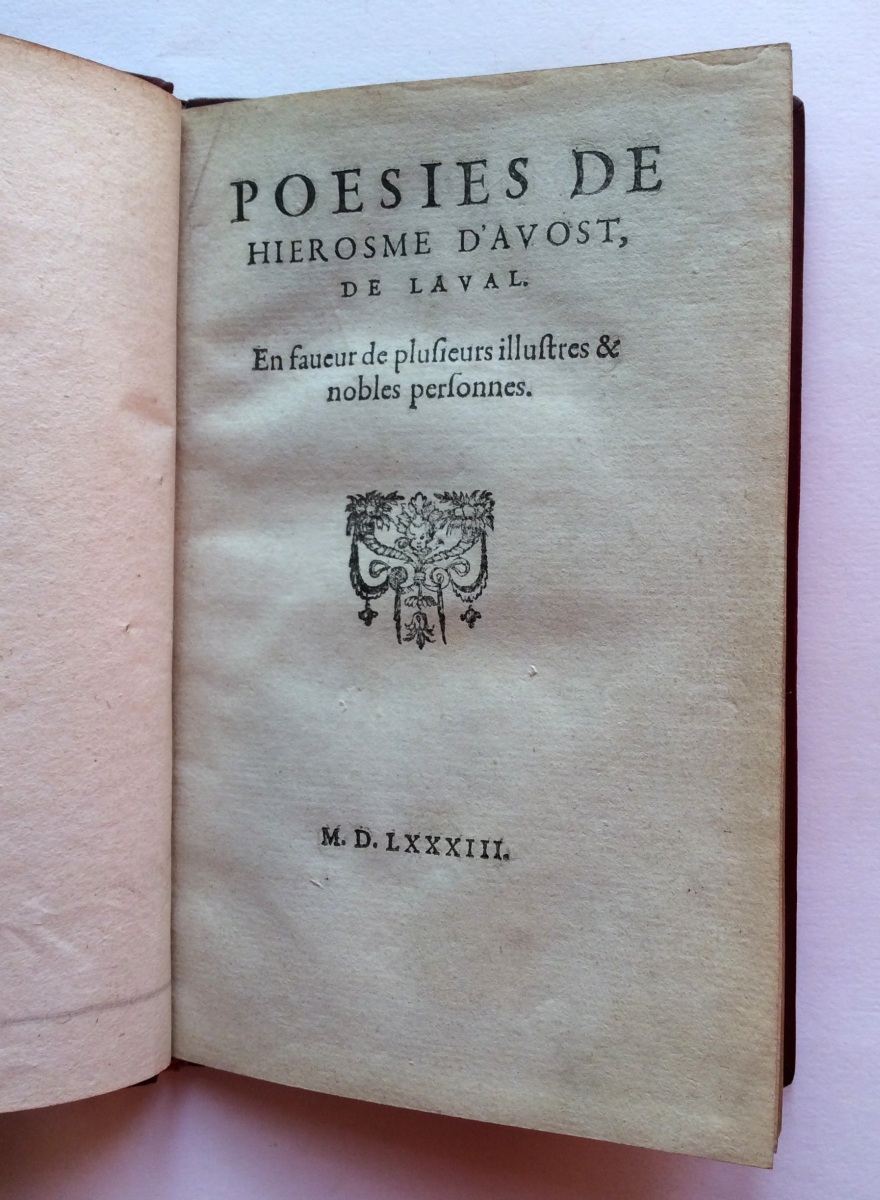 POESIES DE
HIEROSME D'AVOST,
DE LAVAL.
En faueur de pluſieurs illuſtres &
nobles perſonnes.
M. D. LXXXIII.